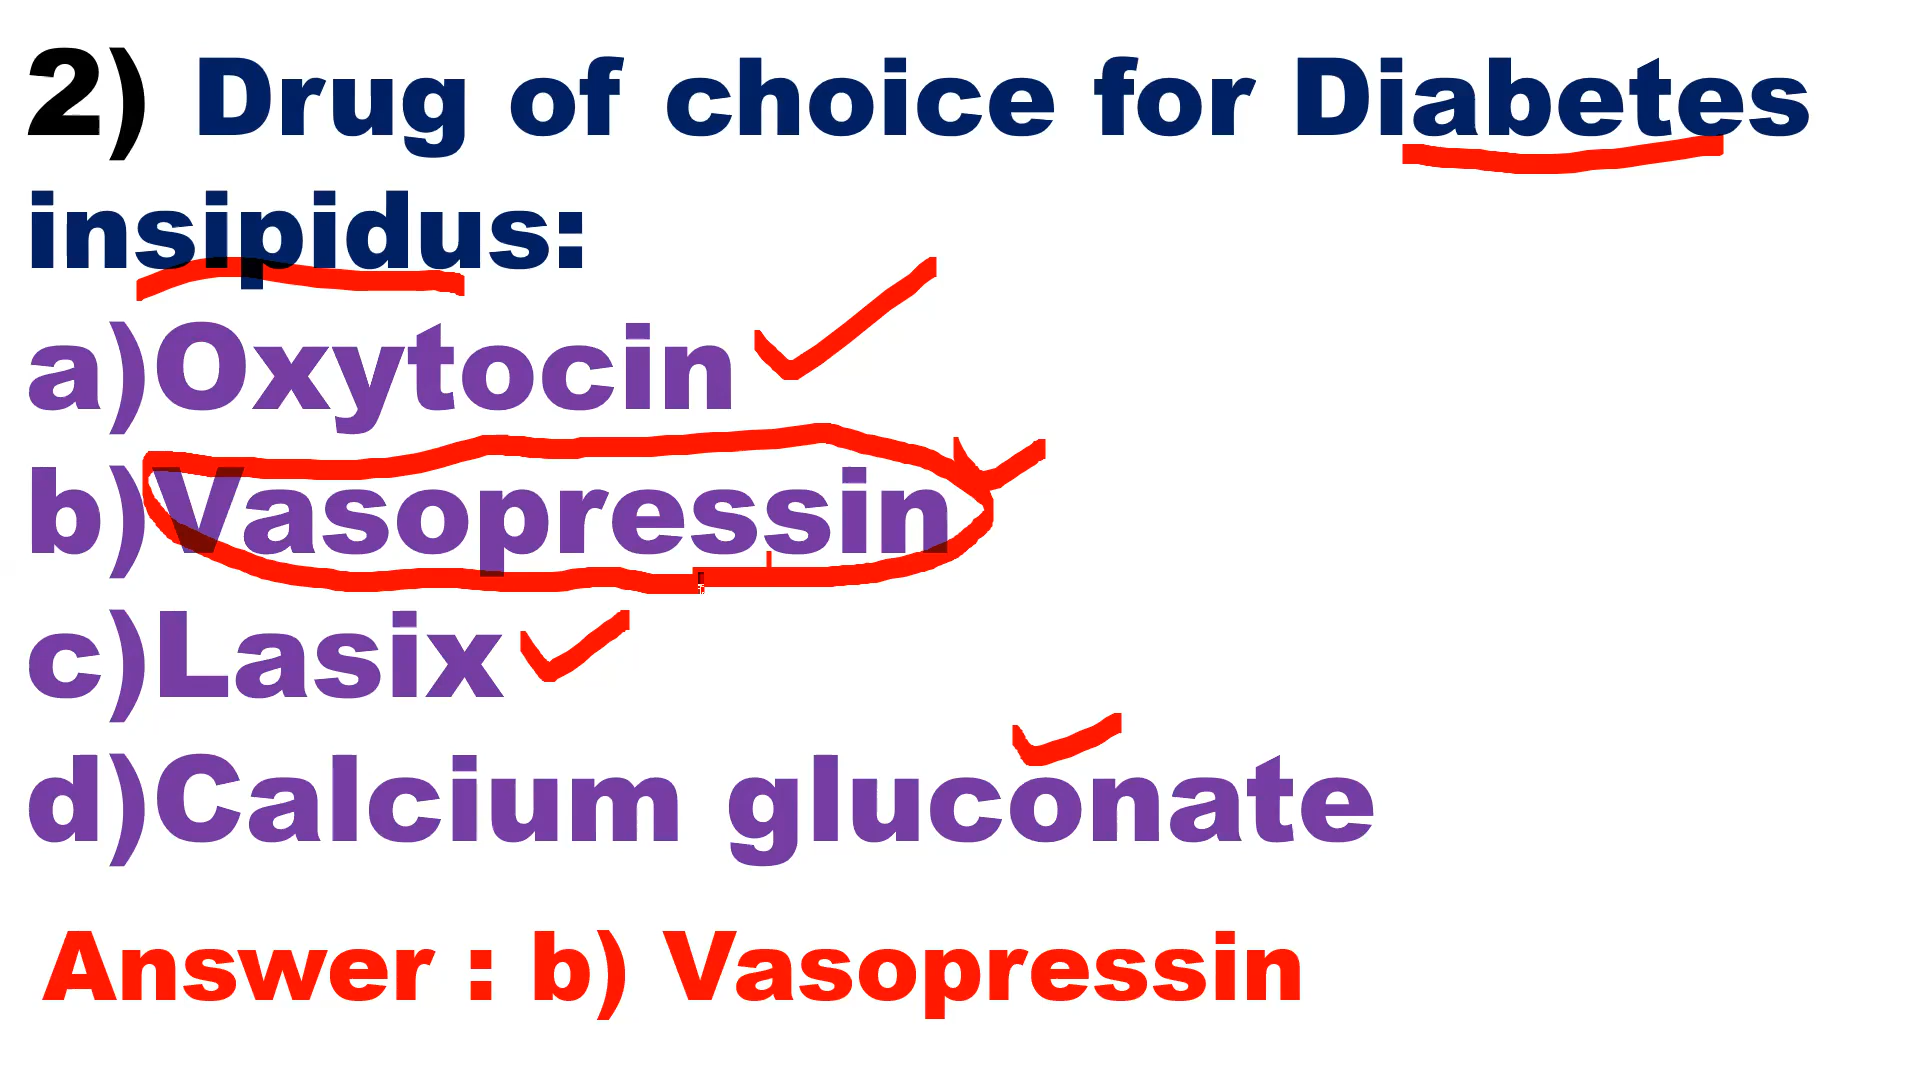 2) Drug of choice for Diabetes
insipidus:
a)Oxytocin
b)Vasopressin
c)Lasix
d)Calcium gluconate
Answer : b) Vasopressin